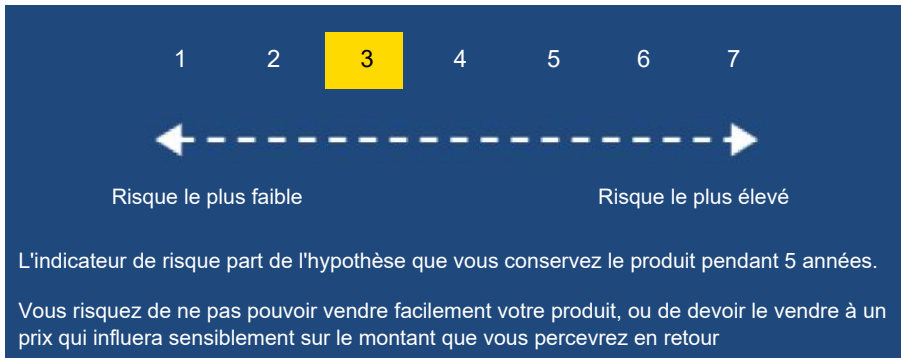 1 2 3 4 5 6 7
Risque le plus faible Risque le plus élevé
L'indicateur de risque part de l'hypothèse que vous conservez le produit pendant 5 années.
Vous risquez de ne pas pouvoir vendre facilement votre produit, ou de devoir le vendre à un
prix qui influera sensiblement sur le montant que vous percevrez en retour